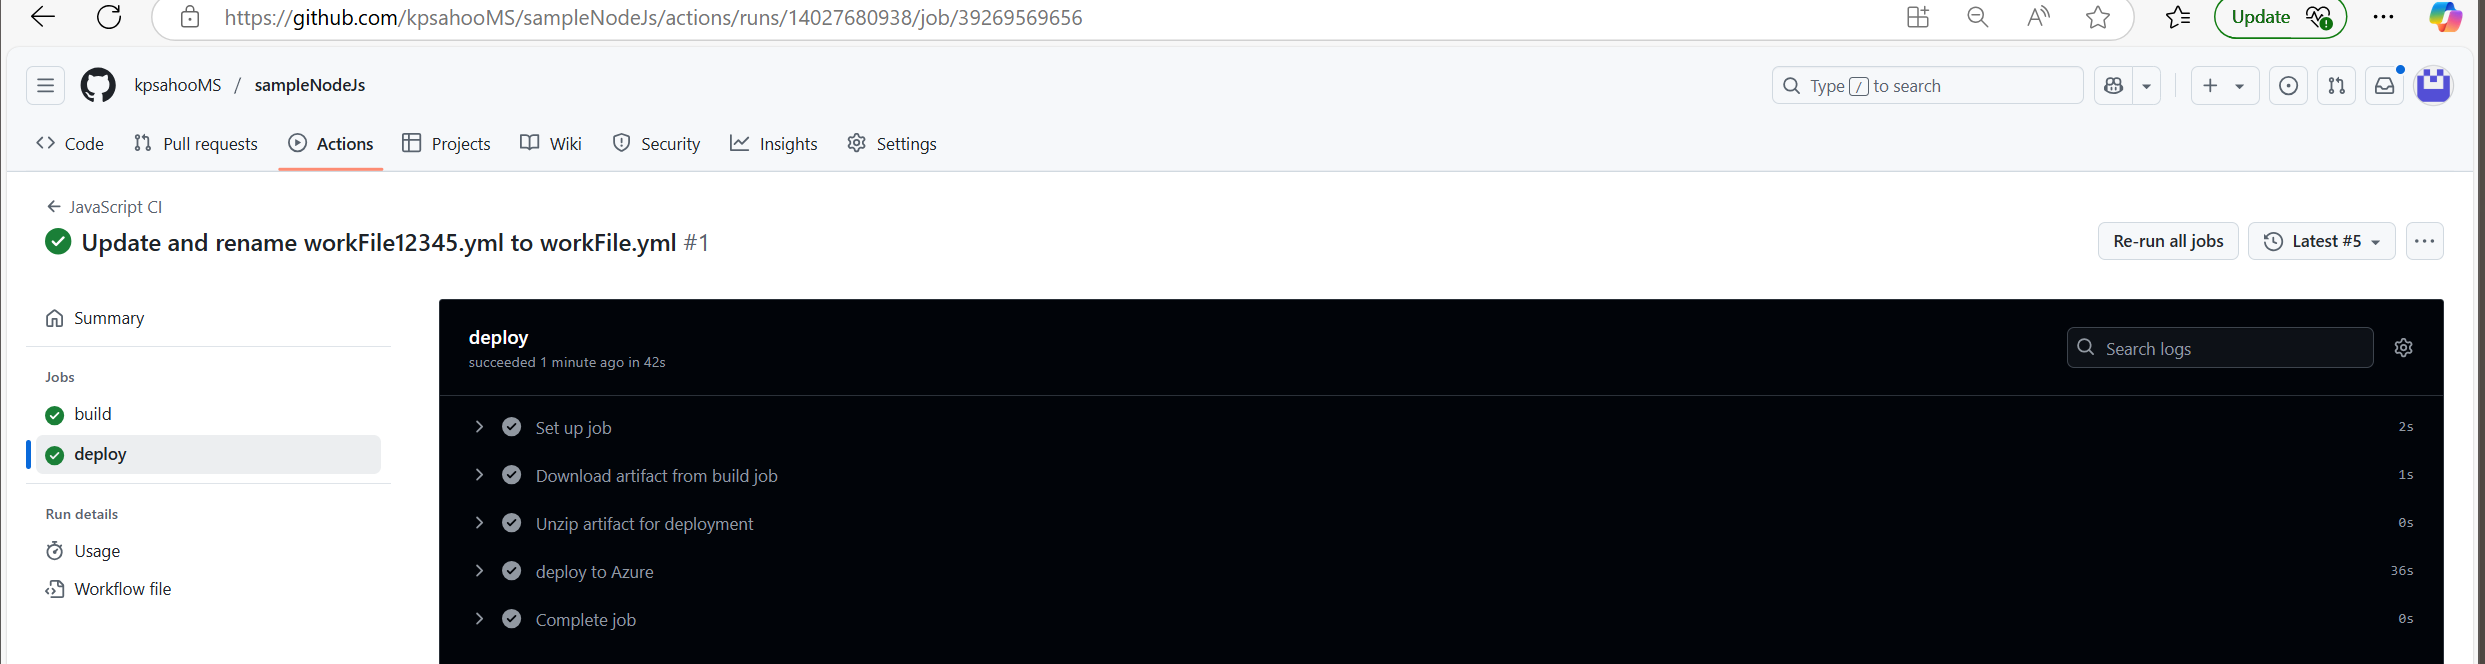 https://github.com/kpsahooMS/sampleNodeJs/actions/runs/14027680938/job/39269569656
Update
kpsahooMS / sampleNodeJs
Type / to search
Code
Pull requests
Actions
Projects
Wiki
Security
Insights
Settings
JavaScript CI
Update and rename workFile12345.yml to workFile.yml #1
Re-run all jobs
Latest #5
Summary
Jobs
build
deploy
Run details
Usage
Workflow file
deploy
succeeded 1 minute ago in 42s
Search logs
Set up job 2s
Download artifact from build job 1s
Unzip artifact for deployment 0s
deploy to Azure 36s
Complete job 0s